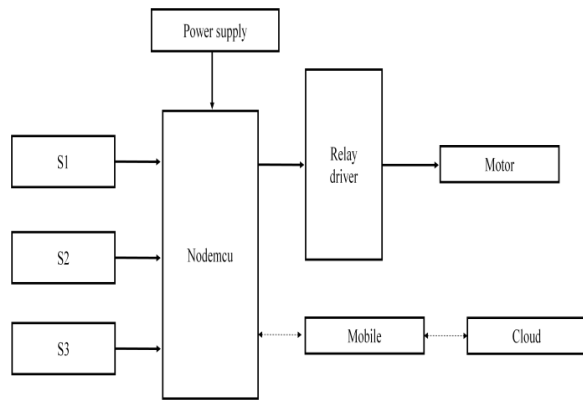 Power supply
S1
S2
S3
Nodemcu
Relay
driver
Motor
Mobile
Cloud